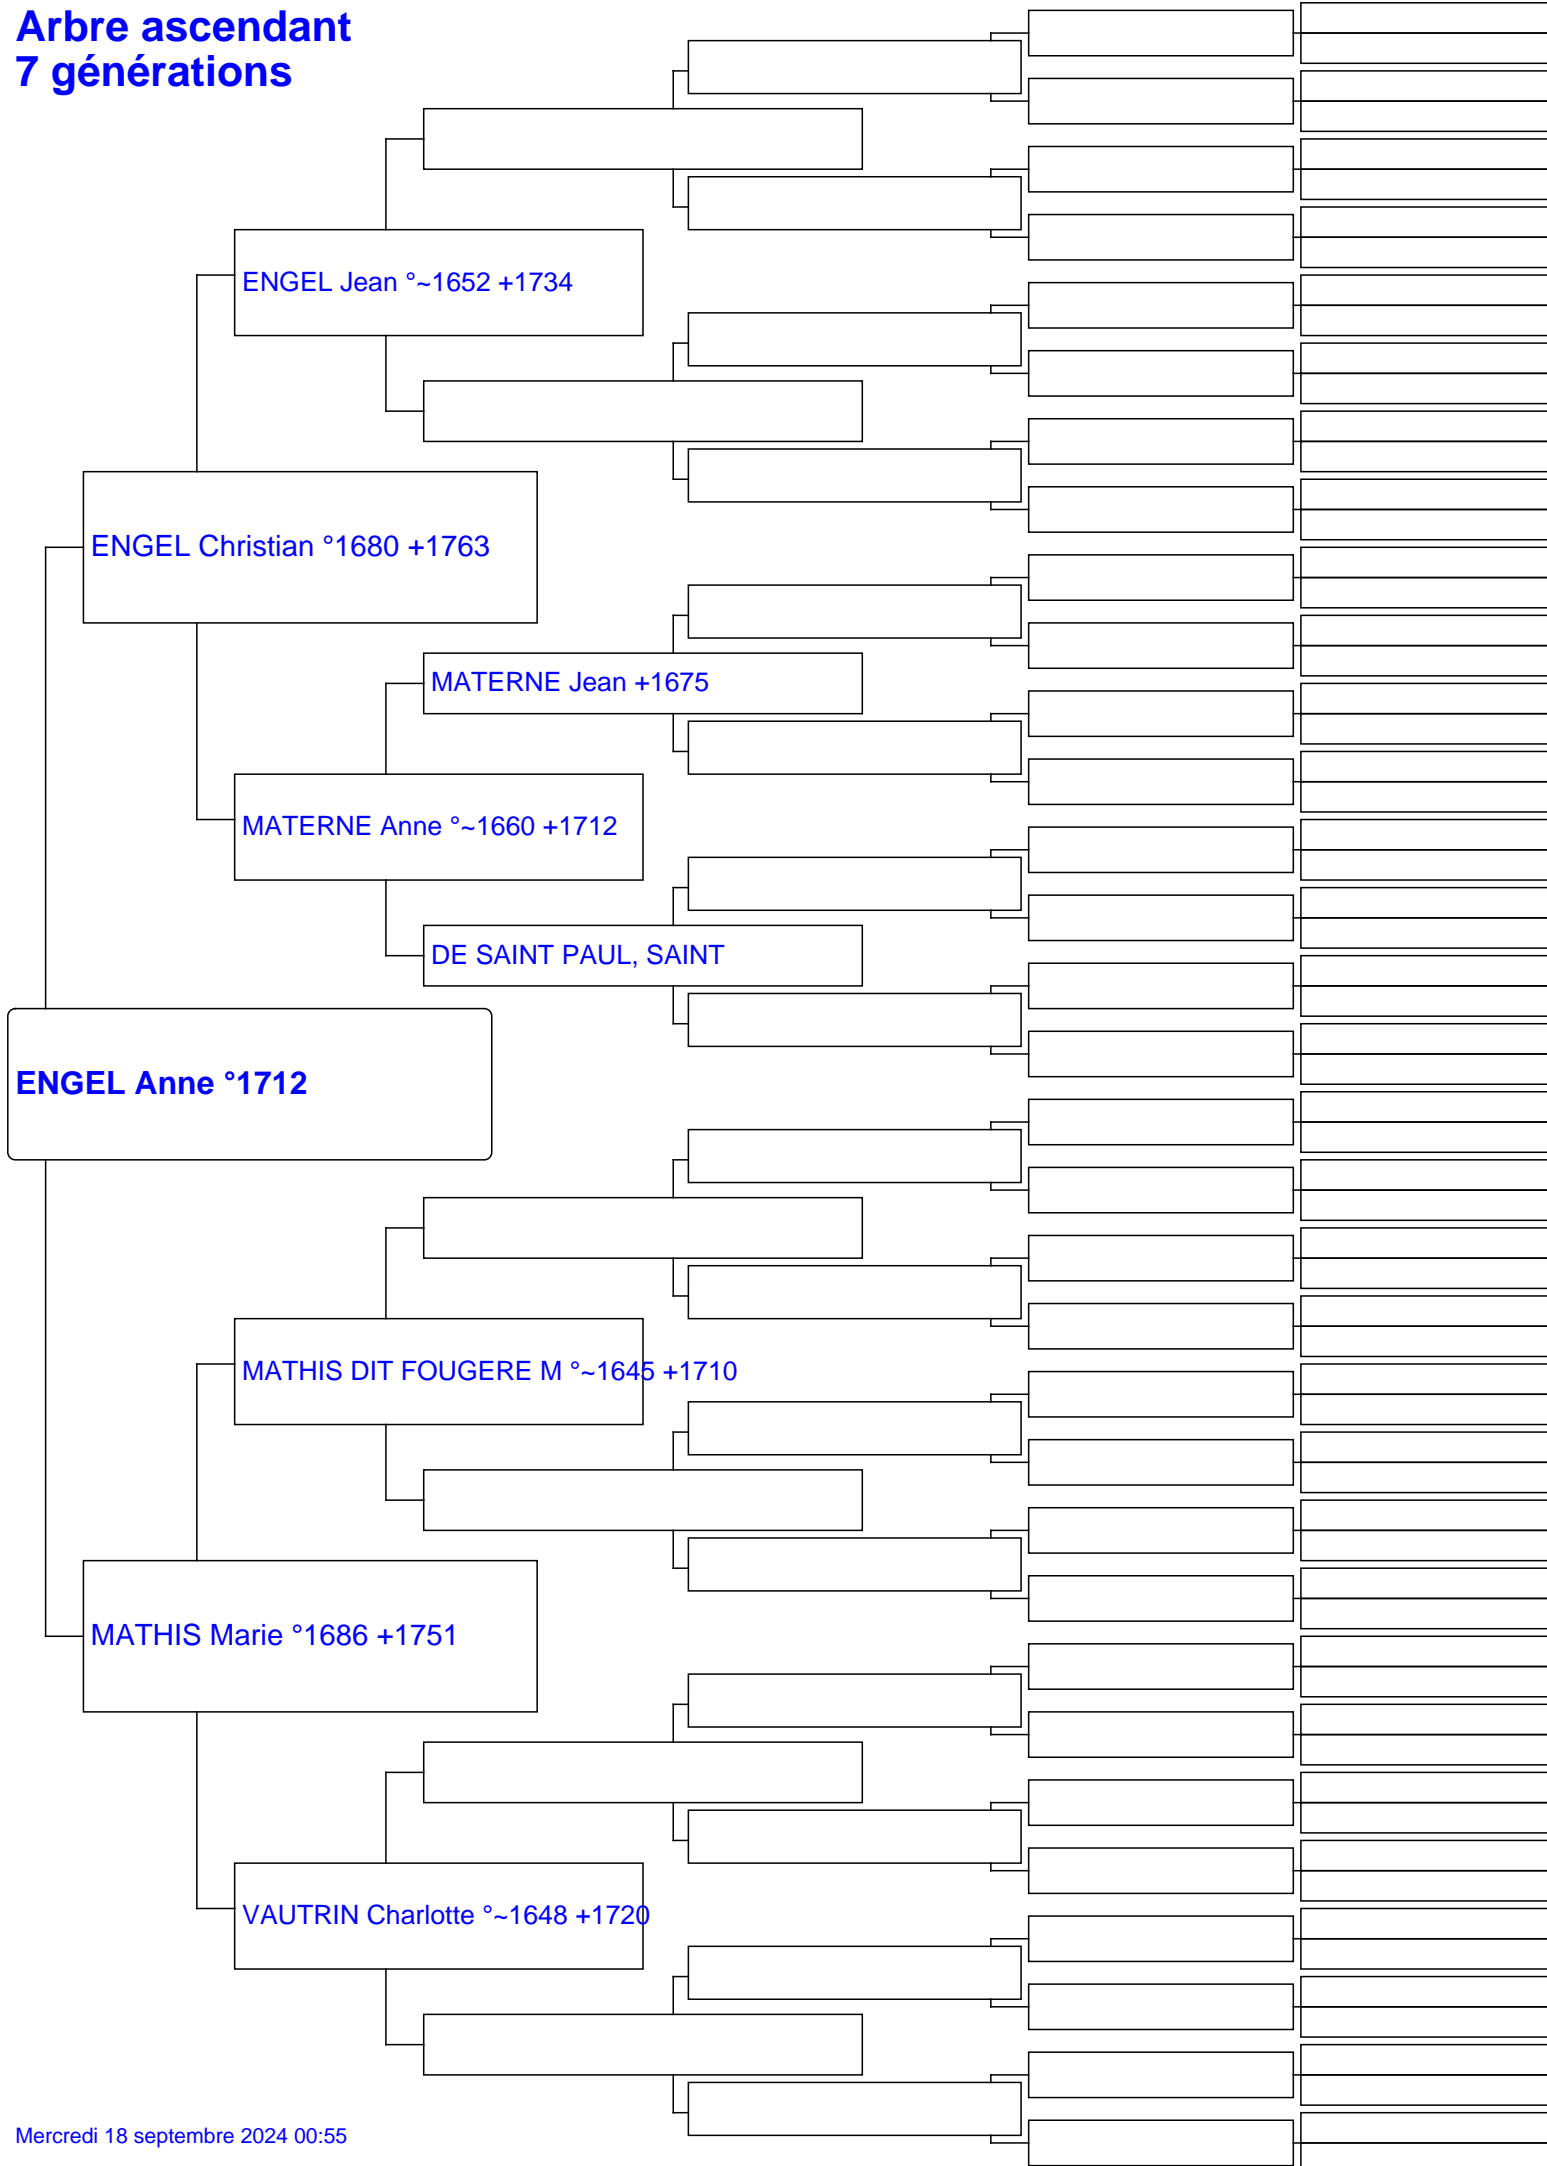 Arbre ascendant
7 générations
ENGEL Jean °~1652 +1734
ENGEL Christian °1680 +1763
MATERNE Jean +1675
MATERNE Anne °~1660 +1712
DE SAINT PAUL, SAINT
ENGEL Anne °1712
MATHIS DIT FOUGERE M °~1645 +1710
MATHIS Marie °1686 +1751
VAUTRIN Charlotte °~1648 +1720
Mercredi 18 septembre 2024 00:55